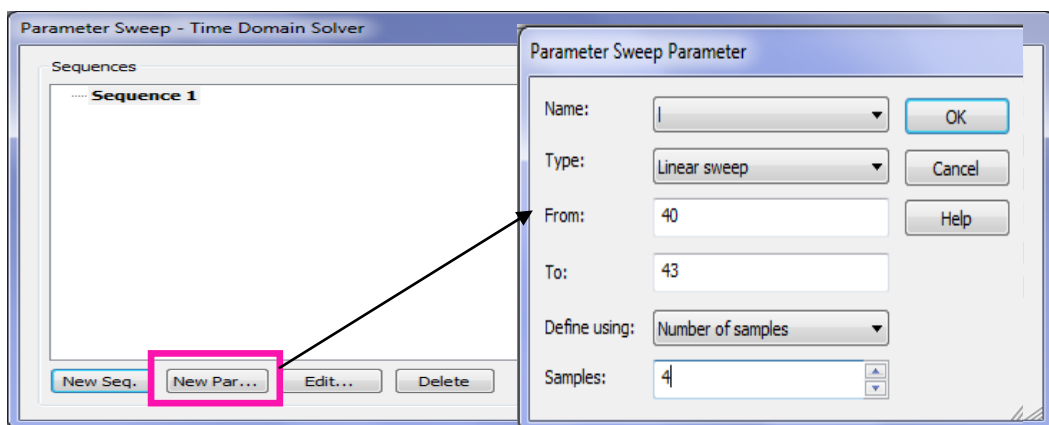 Parameter Sweep - Time Domain Solver
Sequences
Sequence 1
New Seq.
New Par...
Edit...
Delete
Parameter Sweep Parameter
Name:
l
OK
Type:
Linear sweep
Cancel
From:
40
Help
To:
43
Define using:
Number of samples
Samples:
4